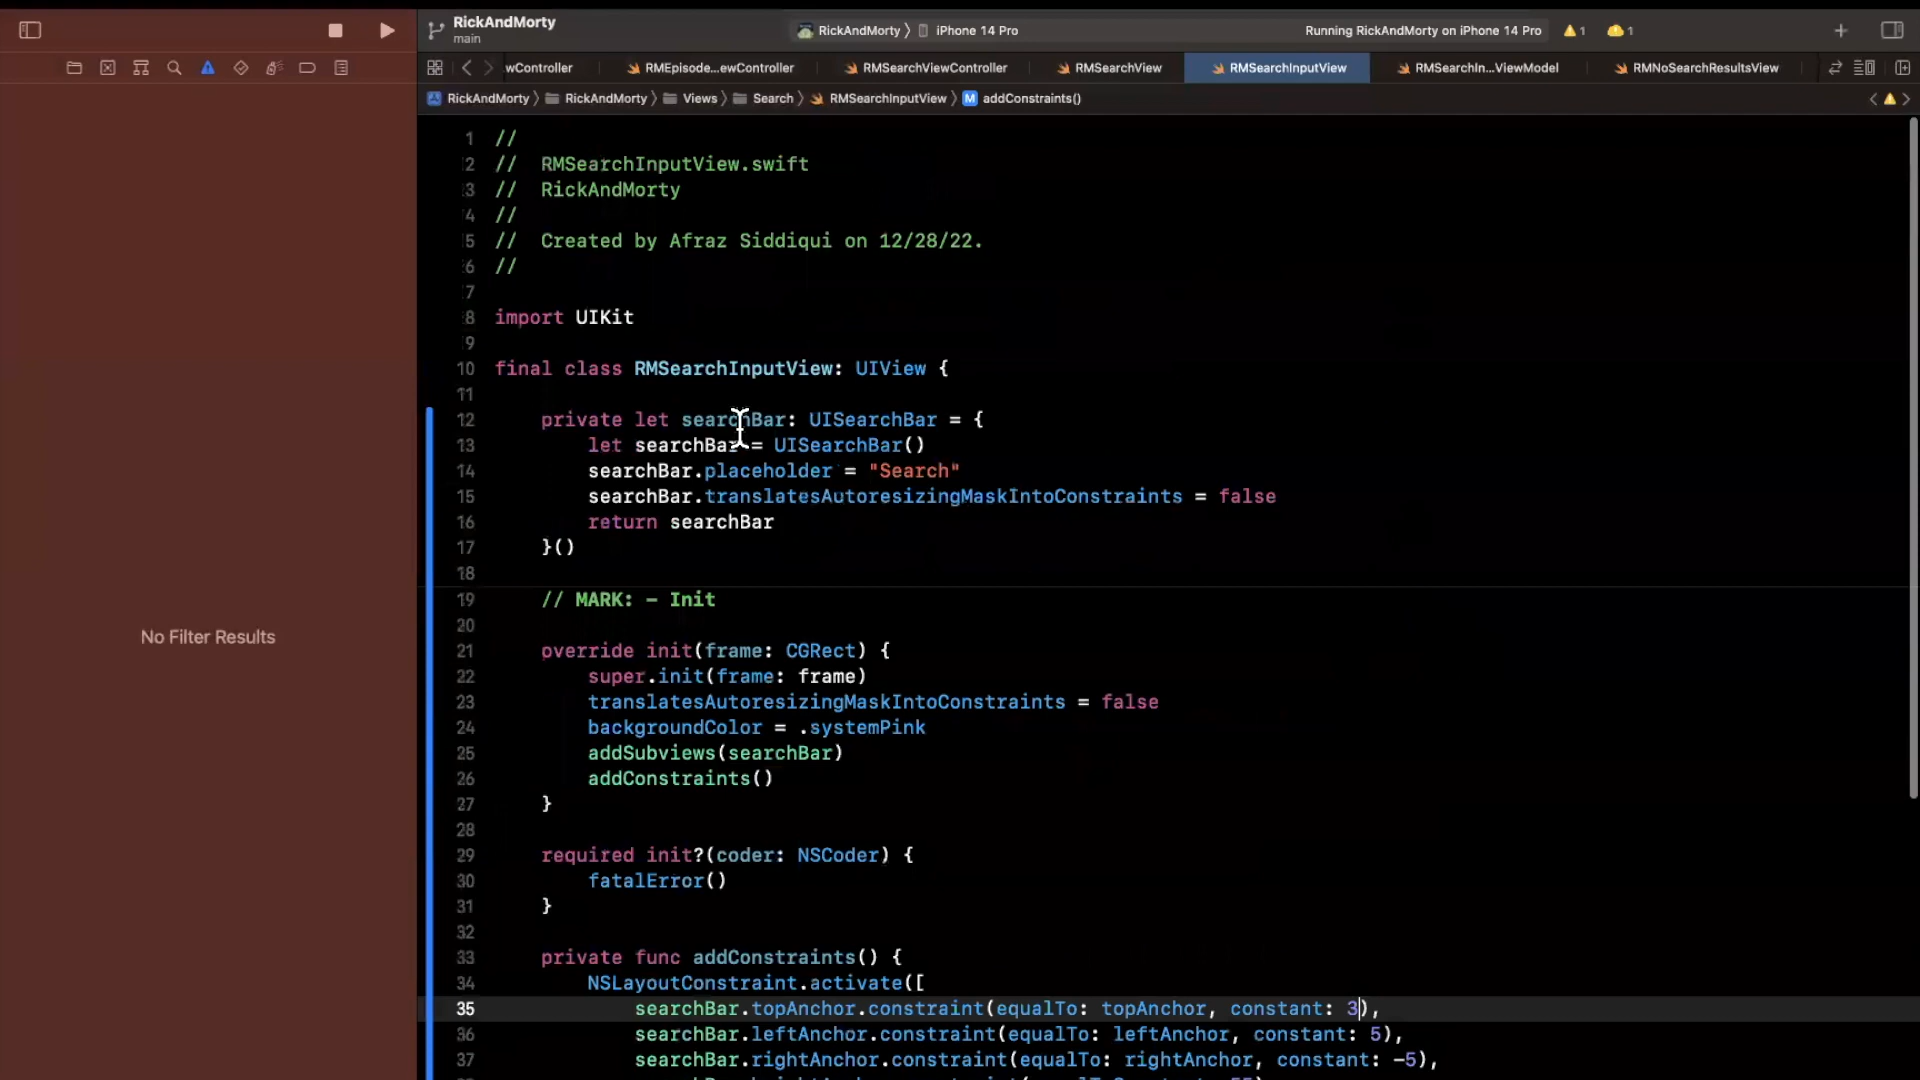 RickAndMorty
main
RickAndMorty 〉 iPhone 14 Pro
Running RickAndMorty on iPhone 14 Pro
1
1
wController
RMEpisode...ewController
RMSearchViewController
RMSearchView
RMSearchInputView
RMSearchIn...ViewModel
RMNoSearchResultsView
RickAndMorty 〉 RickAndMorty 〉 Views 〉 Search 〉 RMSearchInputView 〉 M addConstraints()
No Filter Results
1 //
2 //  RMSearchInputView.swift
3 //  RickAndMorty
4 //
5 //  Created by Afraz Siddiqui on 12/28/22.
6 //
7
8 import UIKit
9
10 final class RMSearchInputView: UIView {
11
12     private let searchBar: UISearchBar = {
13         let searchBar = UISearchBar()
14         searchBar.placeholder = "Search"
15         searchBar.translatesAutoresizingMaskIntoConstraints = false
16         return searchBar
17     }()
18
19     // MARK: - Init
20
21     override init(frame: CGRect) {
22         super.init(frame: frame)
23         translatesAutoresizingMaskIntoConstraints = false
24         backgroundColor = .systemPink
25         addSubviews(searchBar)
26         addConstraints()
27     }
28
29     required init?(coder: NSCoder) {
30         fatalError()
31     }
32
33     private func addConstraints() {
34         NSLayoutConstraint.activate([
35             searchBar.topAnchor.constraint(equalTo: topAnchor, constant: 3),
36             searchBar.leftAnchor.constraint(equalTo: leftAnchor, constant: 5),
37             searchBar.rightAnchor.constraint(equalTo: rightAnchor, constant: -5),